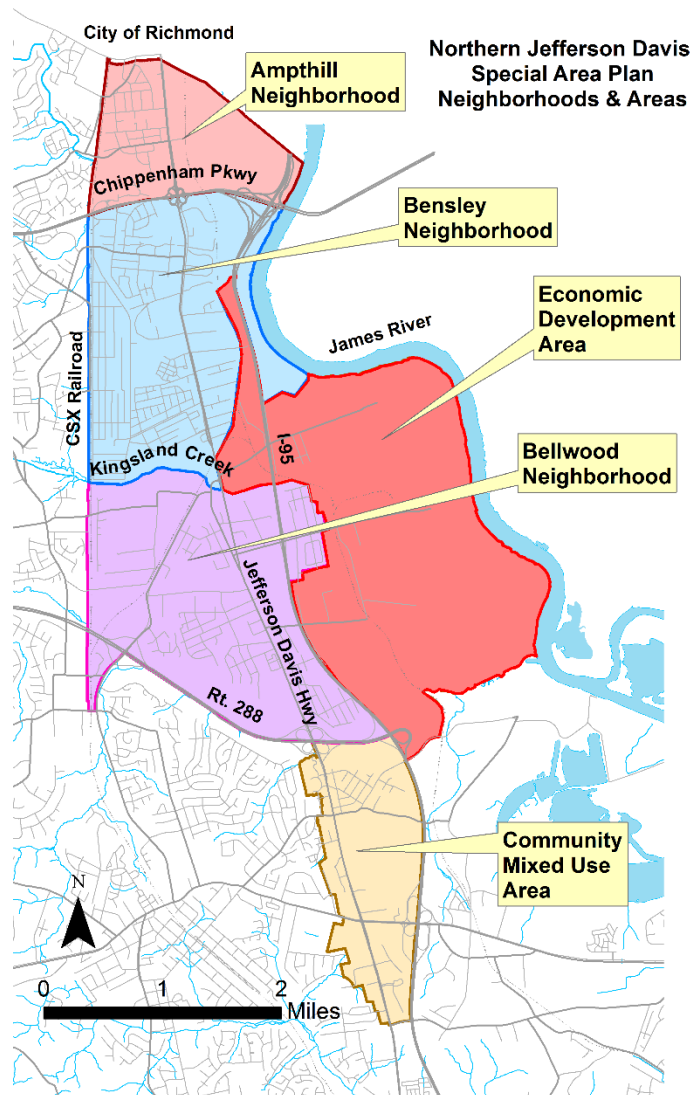 City of Richmond
Northern Jefferson Davis
Special Area Plan
Neighborhoods & Areas
Ampthill
Neighborhood
Chippenham Pkwy
Bensley
Neighborhood
Economic
Development
Area
James River
CSX Railroad
I-95
Kingsland Creek
Bellwood
Neighborhood
Jefferson Davis Hwy
Rt. 288
Community
Mixed Use
Area
N
0 1 2
Miles